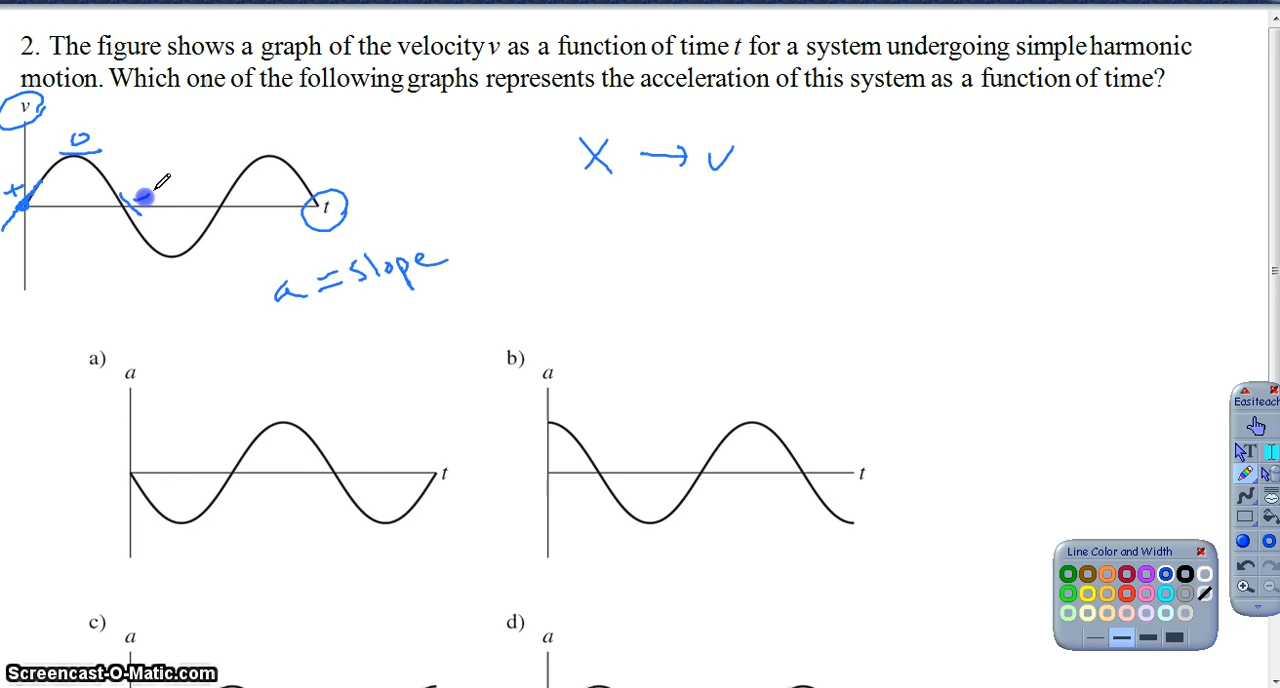 2. The figure shows a graph of the velocity v as a function of time t for a system undergoing simple harmonic
motion. Which one of the following graphs represents the acceleration of this system as a function of time?
v
0
+
-
t
X → v
a = slope
a)
a
t
b)
a
t
c)
a
d)
a
Easiteach
T
Line Color and Width
Screencast-O-Matic.com